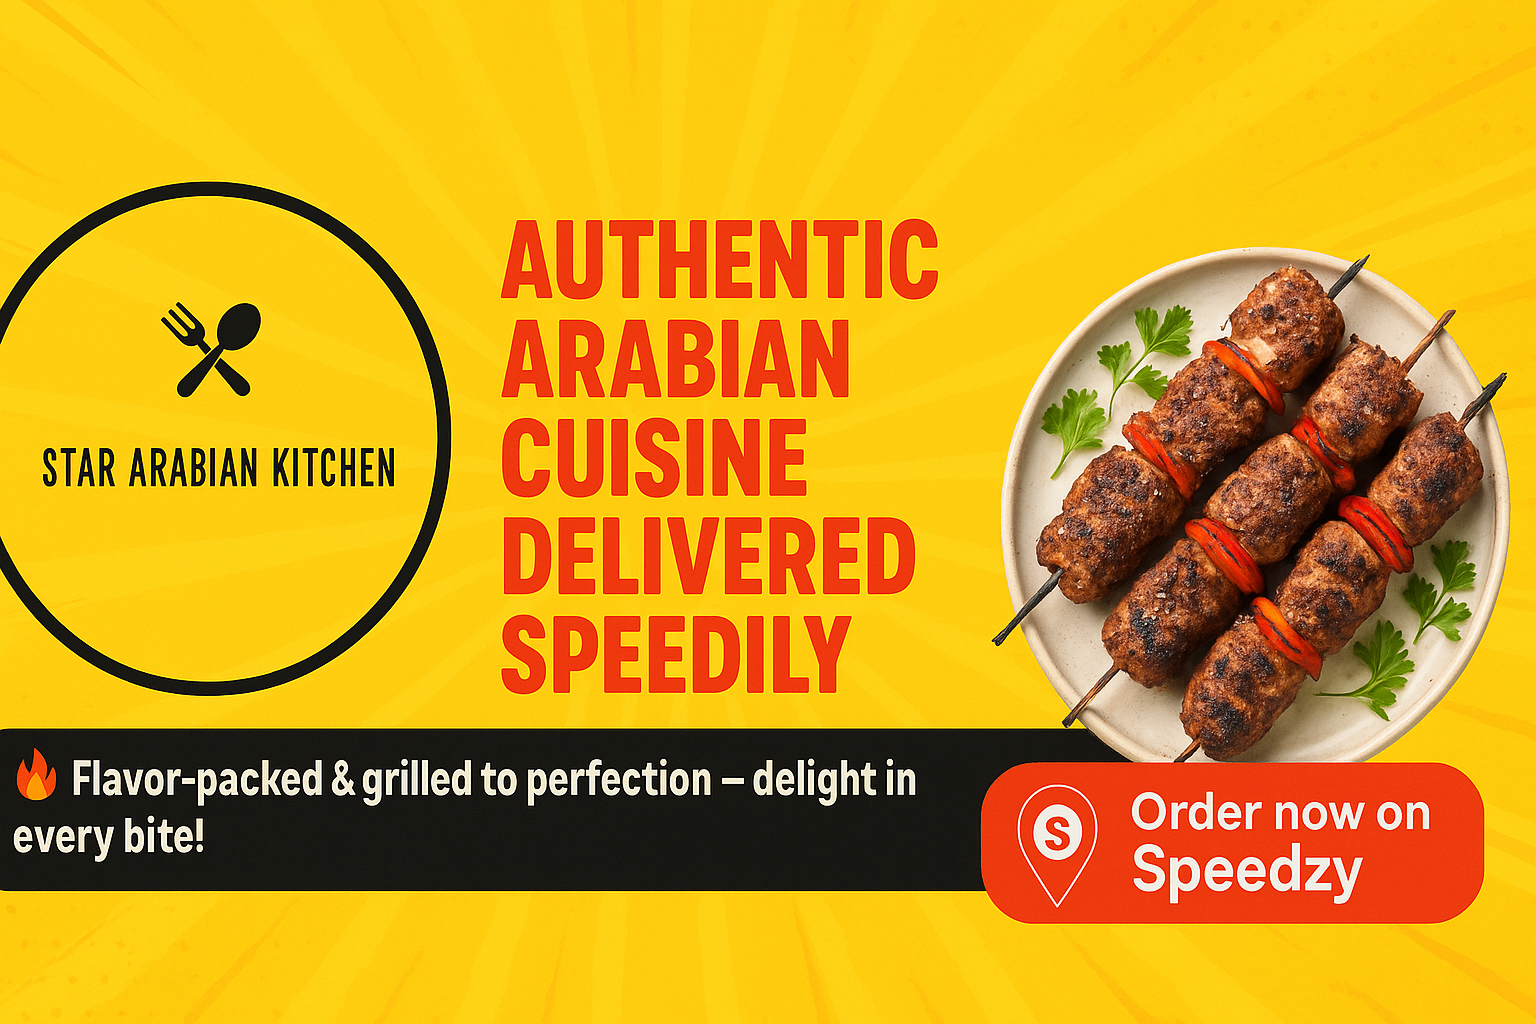 STAR ARABIAN KITCHEN
AUTHENTIC
ARABIAN
CUISINE
DELIVERED
SPEEDILY
🔥 Flavor-packed & grilled to perfection – delight in
every bite!
S
Order now on
Speedzy